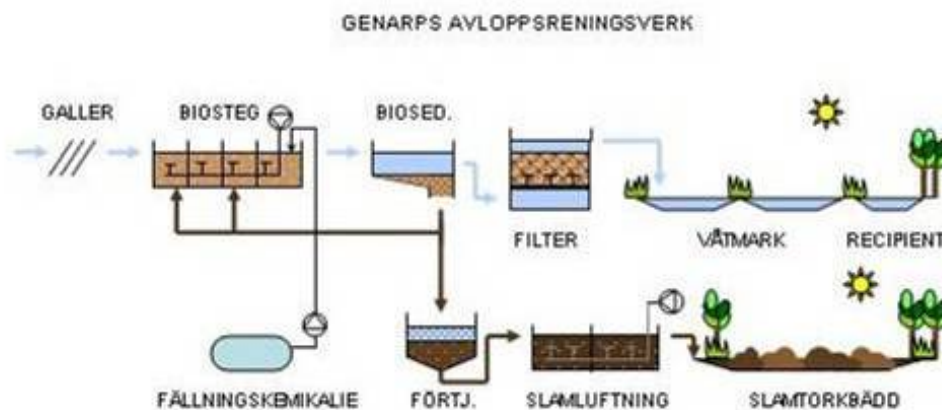 GENARPS AVLOPPSRENINGSVERK
GALLER
BIOSTEG
BIOSED.
FILTER
VÅTMARK
RECIPIENT
FÄLLNINGSKEMIKALIE
FÖRTJ.
SLAMLUFTNING
SLAMTORKBÄDD